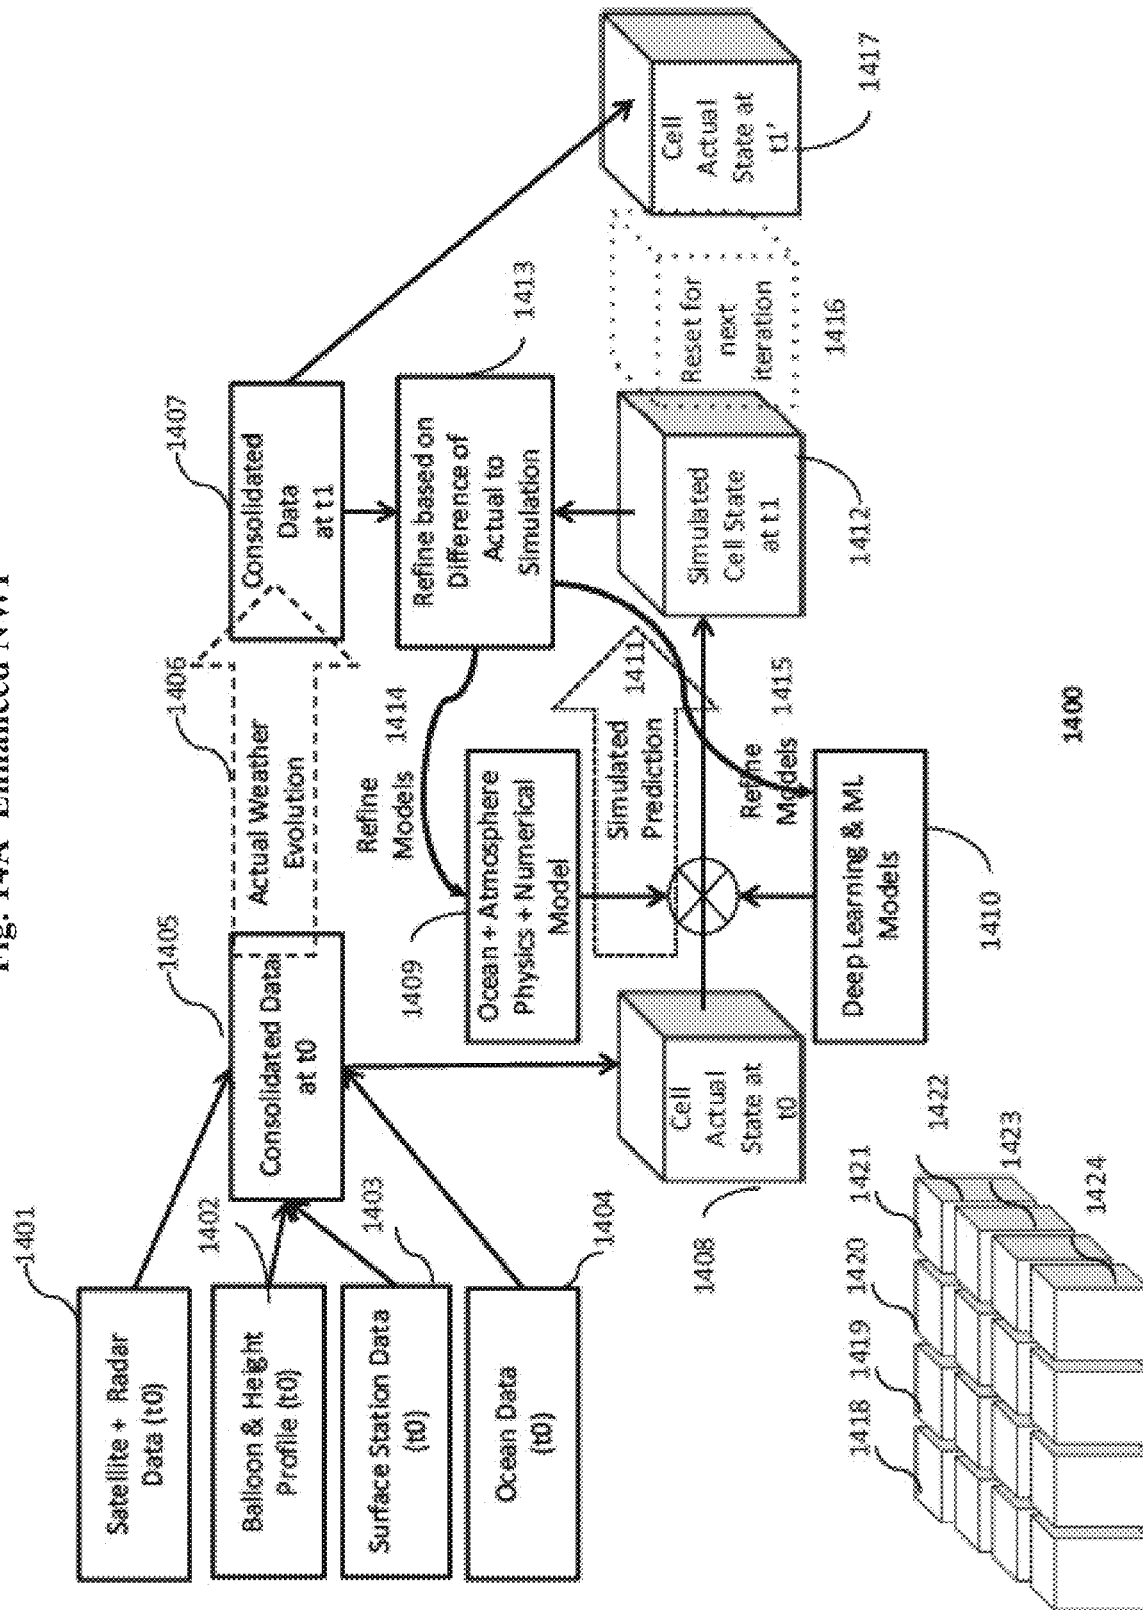 Fig. 14A Enhanced NWP
1401
Satellite + Radar
Data (t0)
1402
Balloon & Height
Profile (t0)
1403
Surface Station Data
(t0)
1404
Ocean Data
(t0)
1405
Consolidated Data
at t0
1406
Actual Weather
Evolution
1407
Consolidated
Data
at t1
1413
Refine based on
Difference of
Actual to
Simulation
1414
Refine
Models
1409
Ocean + Atmosphere
Physics + Numerical
Model
1411
Simulated
Prediction
1415
Refine
Models
1408
Cell
Actual
State at
t0
1412
Simulated
Cell State
at t1
1416
Reset for
next
iteration
1417
Cell
Actual
State at
t1'
1410
Deep Learning & ML
Models
1418
1419
1420
1421
1422
1423
1424
1400